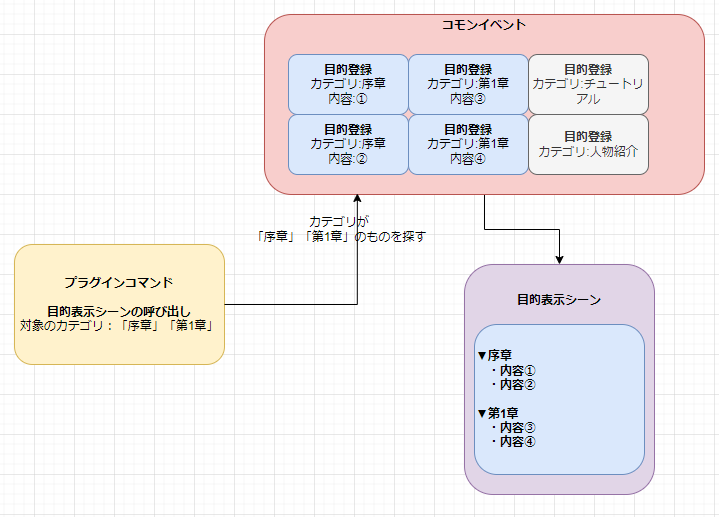 コモンイベント
目的登録
カテゴリ:序章
内容:①
目的登録
カテゴリ:第1章
内容③
目的登録
カテゴリ:チュートリ
アル
目的登録
カテゴリ:序章
内容:②
目的登録
カテゴリ:第1章
内容④
目的登録
カテゴリ:人物紹介
カテゴリが
「序章」「第1章」のものを探す
プラグインコマンド
目的表示シーンの呼び出し
対象のカテゴリ：「序章」「第1章」
目的表示シーン
▼序章
・内容①
・内容②
▼第1章
・内容③
・内容④